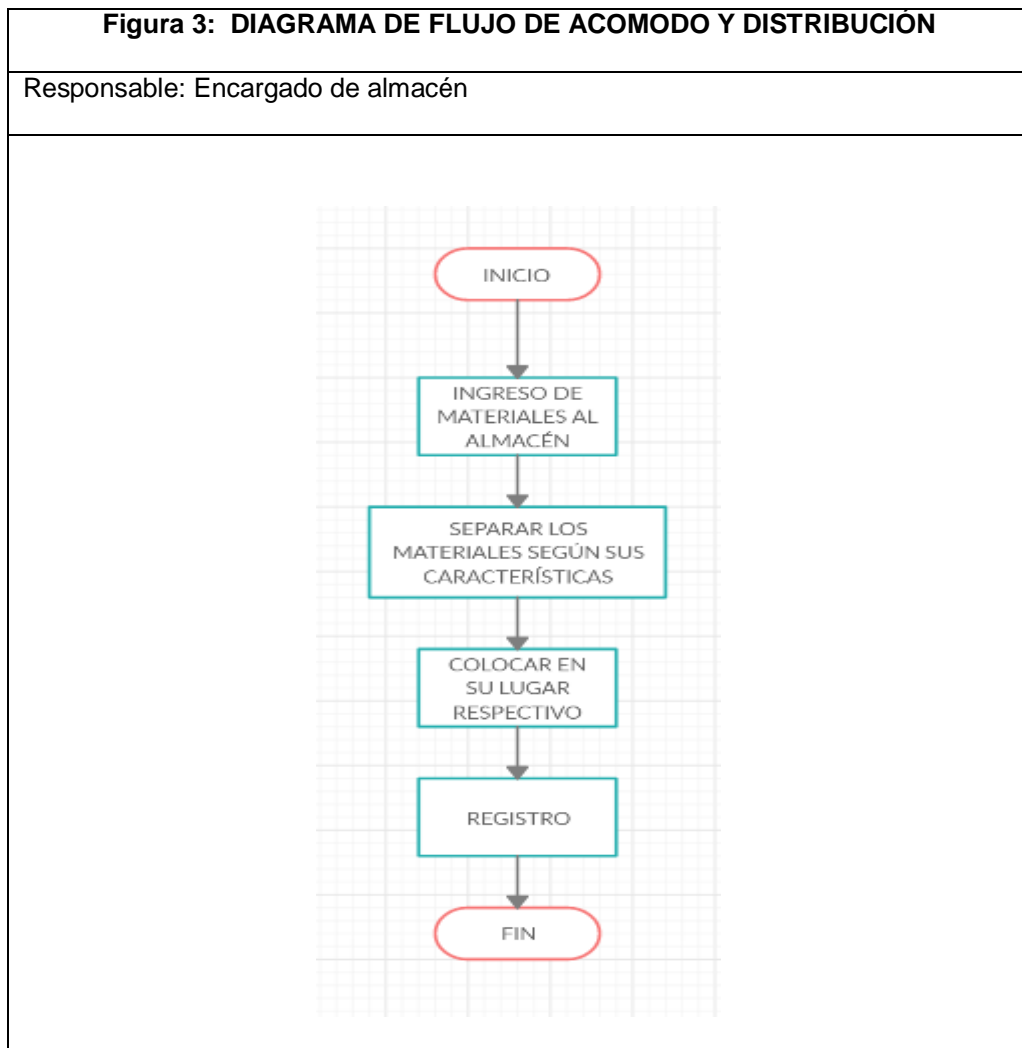 Figura 3: DIAGRAMA DE FLUJO DE ACOMODO Y DISTRIBUCIÓN
Responsable: Encargado de almacén
INICIO
INGRESO DE
MATERIALES AL
ALMACÉN
SEPARAR LOS
MATERIALES SEGÚN SUS
CARACTERÍSTICAS
COLOCAR EN
SU LUGAR
RESPECTIVO
REGISTRO
FIN